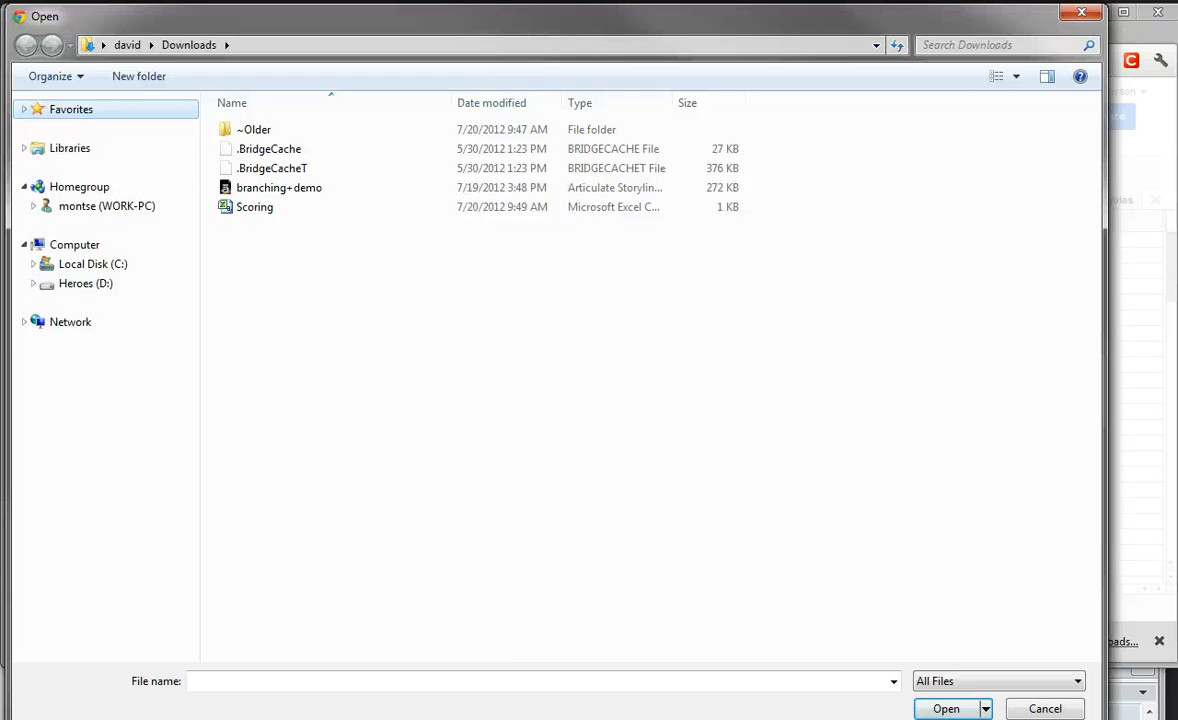 Open
david Downloads
Search Downloads
Organize New folder
Name Date modified Type Size
Favorites
Libraries
Homegroup
montse (WORK-PC)
Computer
Local Disk (C:)
Heroes (D:)
Network
~Older 7/20/2012 9:47 AM File folder
.BridgeCache 5/30/2012 1:23 PM BRIDGECACHE File 27 KB
.BridgeCacheT 5/30/2012 1:23 PM BRIDGECACHET File 376 KB
branching+demo 7/19/2012 3:48 PM Articulate Storylin... 272 KB
Scoring 7/20/2012 9:49 AM Microsoft Excel C... 1 KB
oads...
File name: All Files
Open Cancel